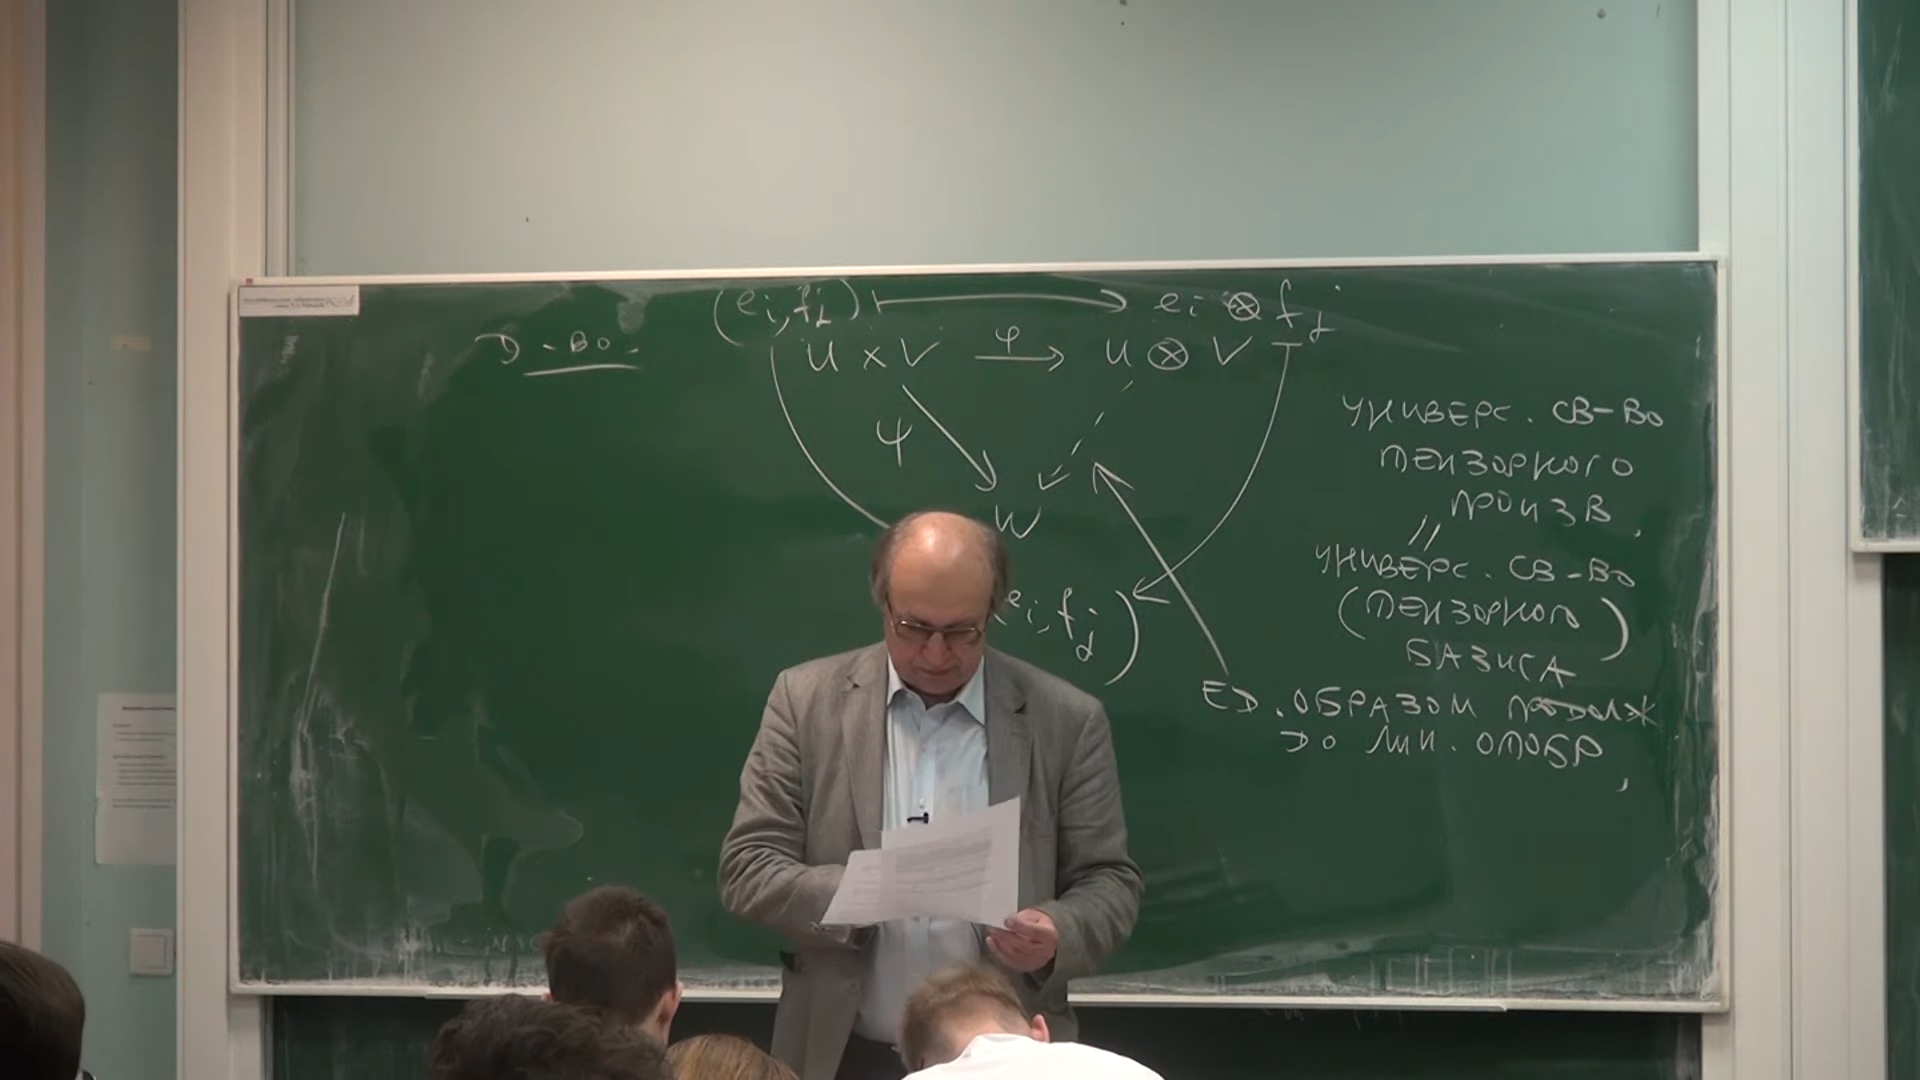 (e_i, f_j) ↦ e_i ⊗ f_j
Д-во.
U × V → U ⊗ V
φ
ψ
W
e_i, f_j)
УНИВЕРС. СВ-ВО
ТЕНЗОРНОГО
ПРОИЗВ,
//
УНИВЕРС. СВ-ВО
(ТЕНЗОРНОГО)
БАЗИСА
ЕД. ОБРАЗОМ ПРОДОЛЖ
ДО ЛИН. ОТОБР,